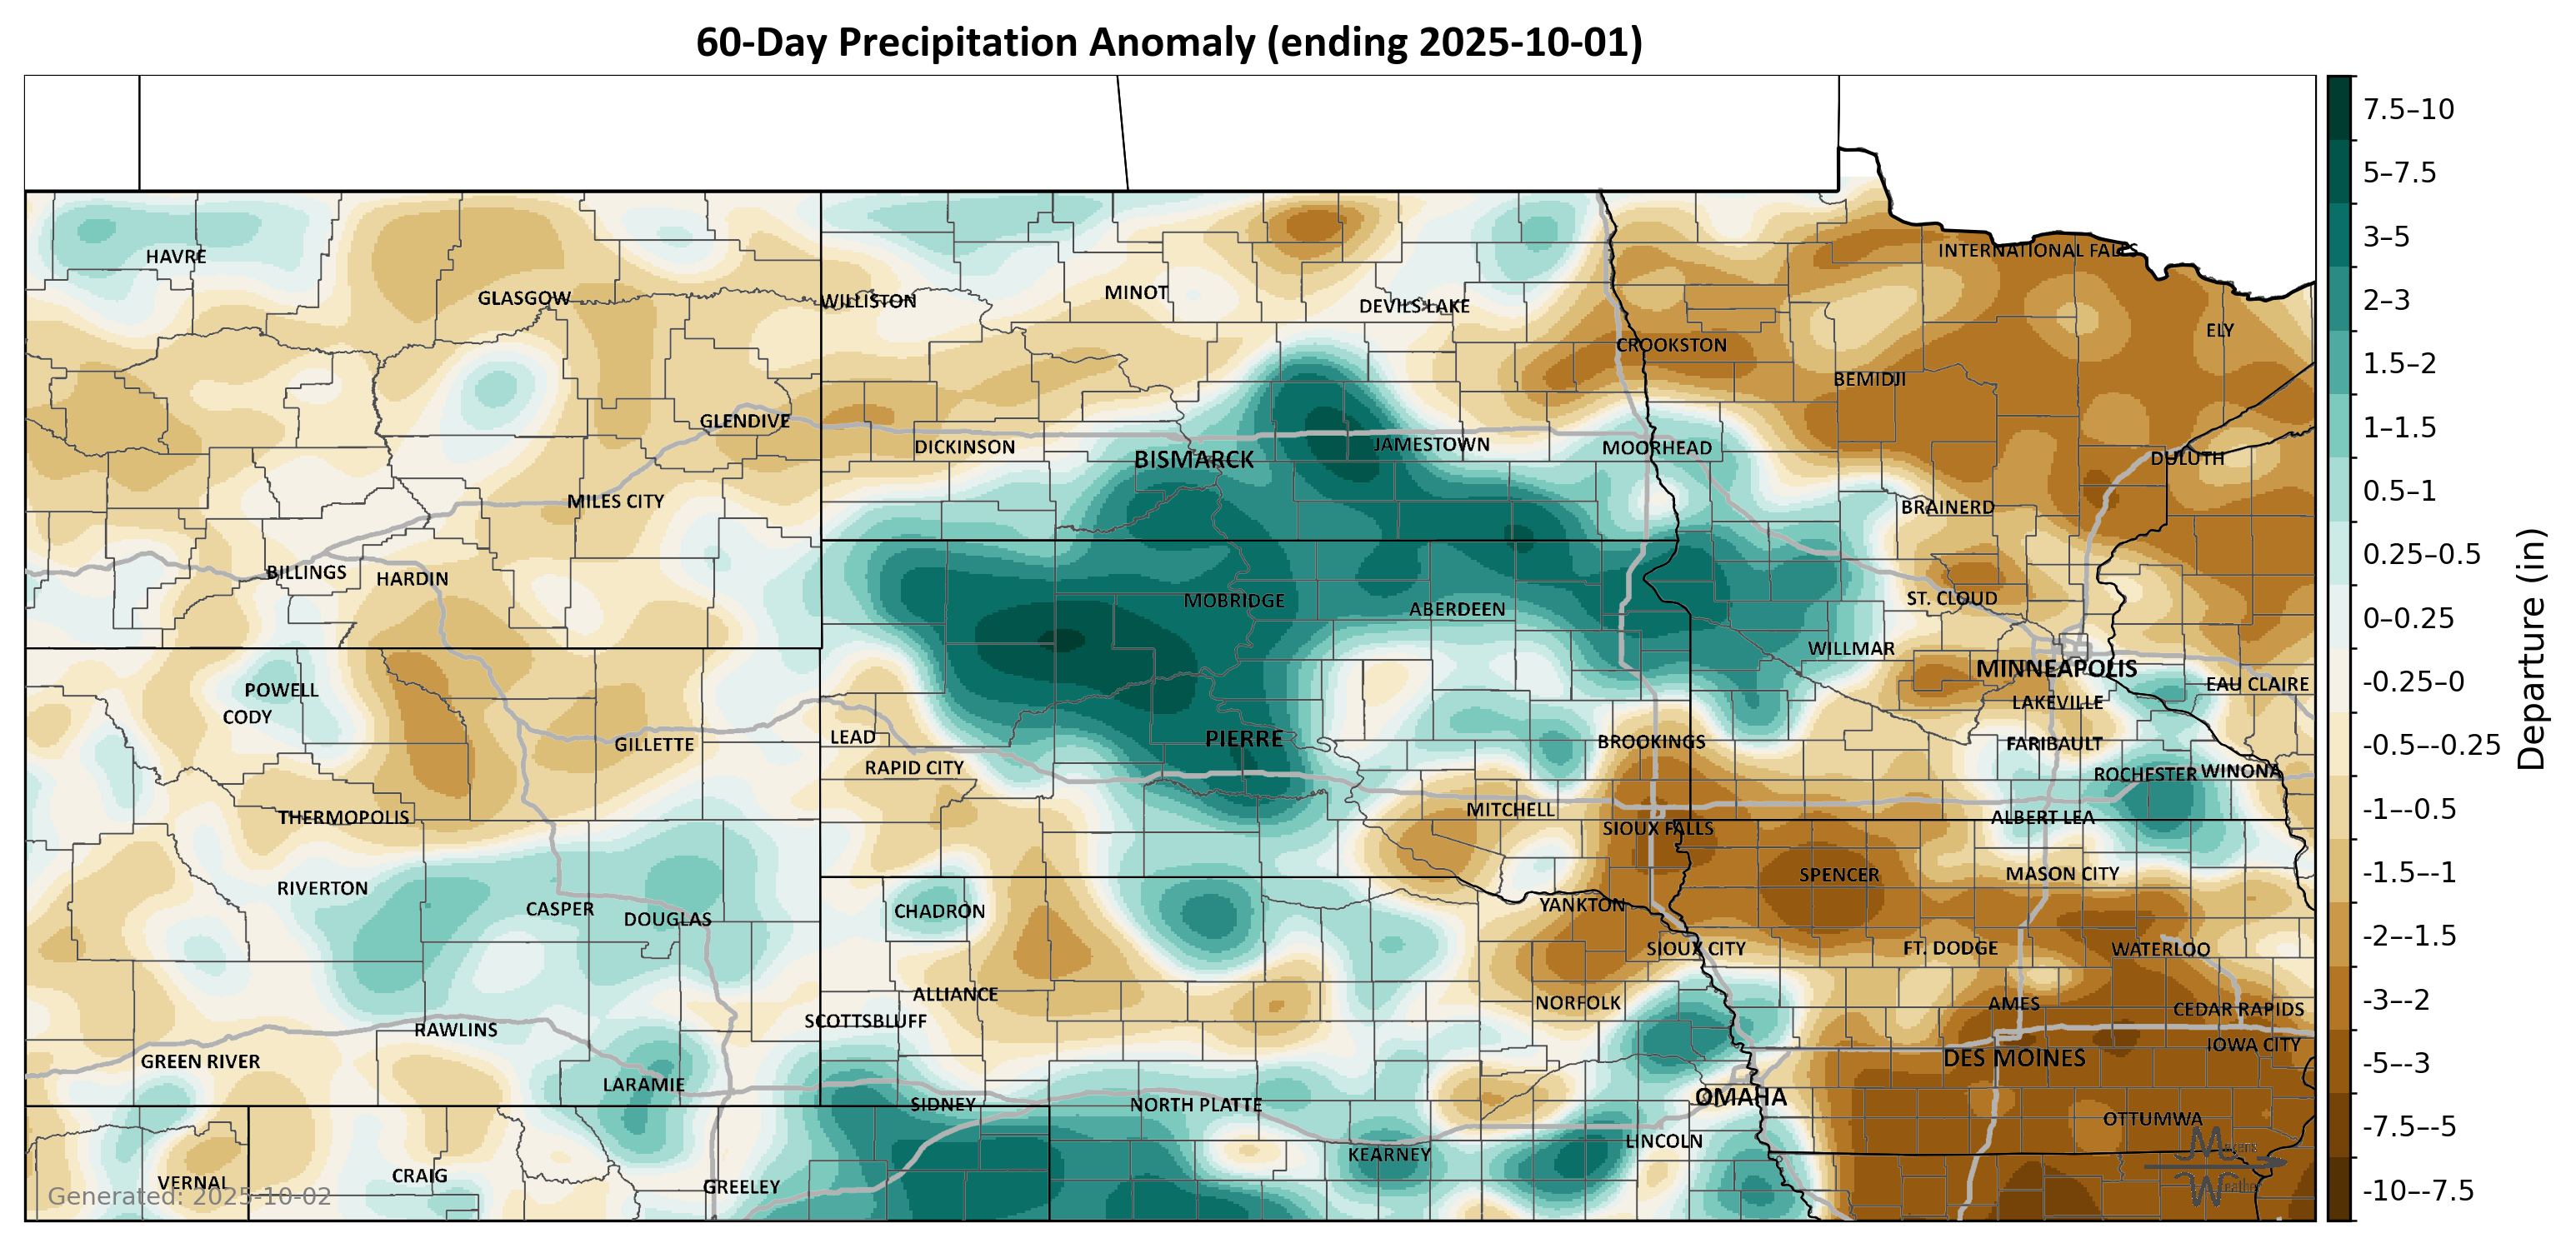 60-Day Precipitation Anomaly (ending 2025-10-01)
INTERNATIONAL FALLS
HAVRE
GLASGOW
WILLISTON
MINOT
DEVILS LAKE
ELY
CROOKSTON
BEMIDJI
GLENDIVE
DICKINSON
BISMARCK
JAMESTOWN
MOORHEAD
DULUTH
MILES CITY
BRAINERD
BILLINGS
HARDIN
MOBRIDGE
ABERDEEN
ST. CLOUD
WILLMAR
MINNEAPOLIS
EAU CLAIRE
POWELL
CODY
LAKEVILLE
GILLETTE
LEAD
PIERRE
BROOKINGS
FARIBAULT
RAPID CITY
ROCHESTER
WINONA
THERMOPOLIS
MITCHELL
SIOUX FALLS
ALBERT LEA
RIVERTON
CASPER
DOUGLAS
CHADRON
YANKTON
SPENCER
MASON CITY
SIOUX CITY
FT. DODGE
WATERLOO
ALLIANCE
NORFOLK
AMES
CEDAR RAPIDS
SCOTTSBLUFF
RAWLINS
GREEN RIVER
DES MOINES
IOWA CITY
LARAMIE
SIDNEY
NORTH PLATTE
OMAHA
OTTUMWA
LINCOLN
KEARNEY
VERNAL
CRAIG
GREELEY
Generated: 2025-10-02
7.5–10
5–7.5
3–5
2–3
1.5–2
1–1.5
0.5–1
0.25–0.5
0–0.25
-0.25–0
-0.5–-0.25
-1–-0.5
-1.5–-1
-2–-1.5
-3–-2
-5–-3
-7.5–-5
-10–-7.5
Departure (in)